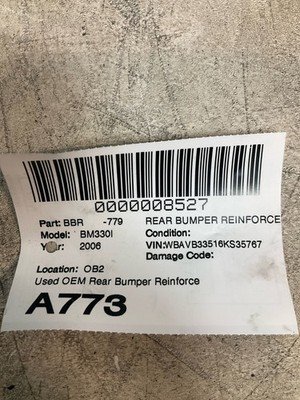 0000008527
Part: BBR -779 REAR BUMPER REINFORCE
Model: BM330I Condition:
Year: 2006 VIN:WBAVB33516KS35767
Damage Code:
Location: OB2
Used OEM Rear Bumper Reinforce
A773